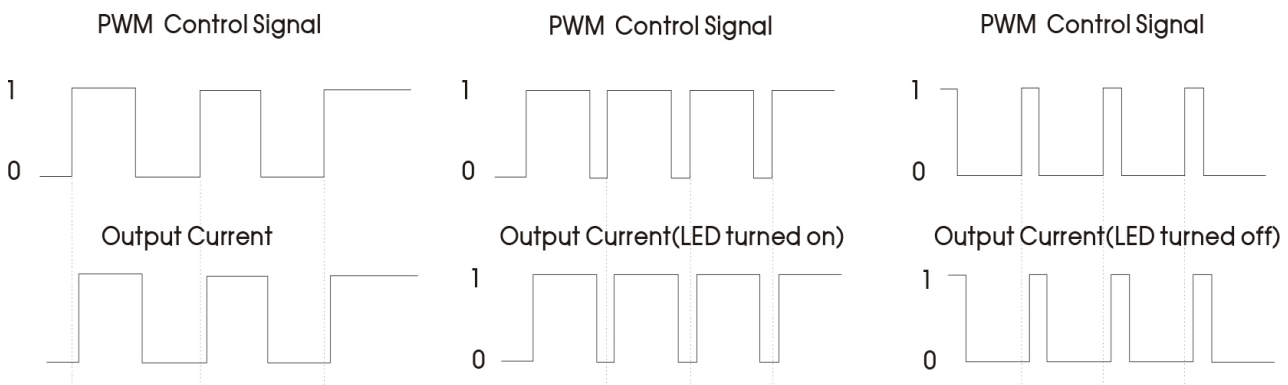 PWM Control Signal
PWM Control Signal
PWM Control Signal
1
1
1
0
0
0
Output Current
Output Current(LED turned on)
Output Current(LED turned off)
1
1
0
0